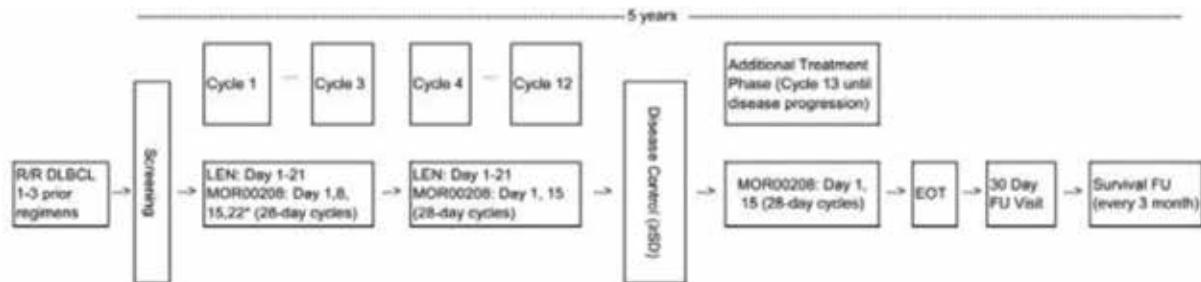 5 years
Cycle 1
Cycle 3
Cycle 4
Cycle 12
Additional Treatment
Phase (Cycle 13 until
disease progression)
R/R DLBCL
1-3 prior
regimens
Screening
LEN: Day 1-21
MOR00208: Day 1,8,
15,22* (28-day cycles)
LEN: Day 1-21
MOR00208: Day 1, 15
(28-day cycles)
Disease Control (≥SD)
MOR00208: Day 1,
15 (28-day cycles)
EOT
30 Day
FU Visit
Survival FU
(every 3 month)